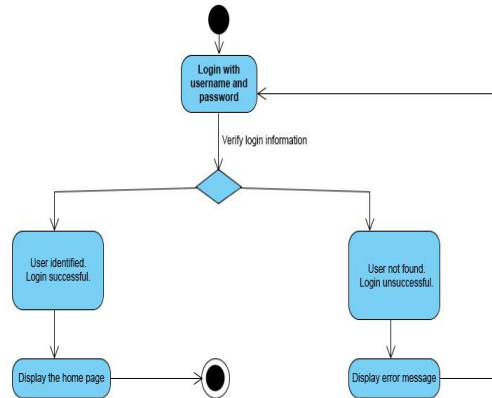 Login with
username and
password
Verify login information
User identified.
Login successful.
User not found.
Login unsuccessful.
Display the home page
Display error message